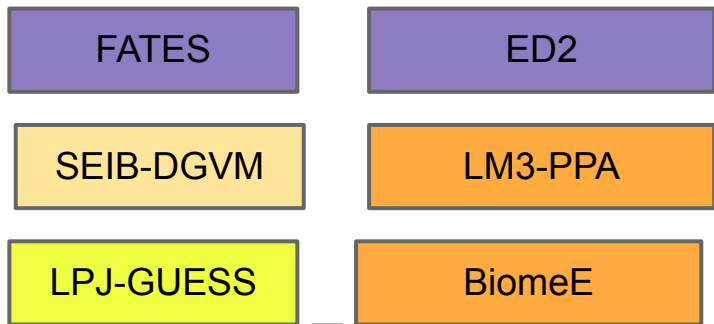 FATES
ED2
SEIB-DGVM
LM3-PPA
LPJ-GUESS
BiomeE